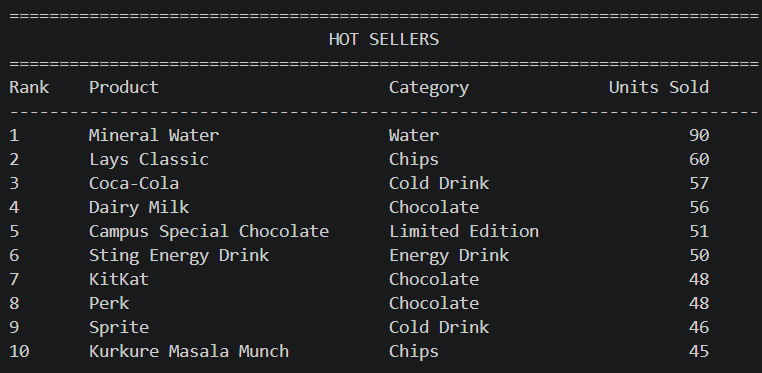 ===========================================================================
HOT SELLERS
===========================================================================
Rank    Product                       Category              Units Sold
---------------------------------------------------------------------------
1       Mineral Water                 Water                         90
2       Lays Classic                  Chips                         60
3       Coca-Cola                     Cold Drink                    57
4       Dairy Milk                    Chocolate                     56
5       Campus Special Chocolate      Limited Edition               51
6       Sting Energy Drink            Energy Drink                  50
7       KitKat                        Chocolate                     48
8       Perk                          Chocolate                     48
9       Sprite                        Cold Drink                    46
10      Kurkure Masala Munch          Chips                         45